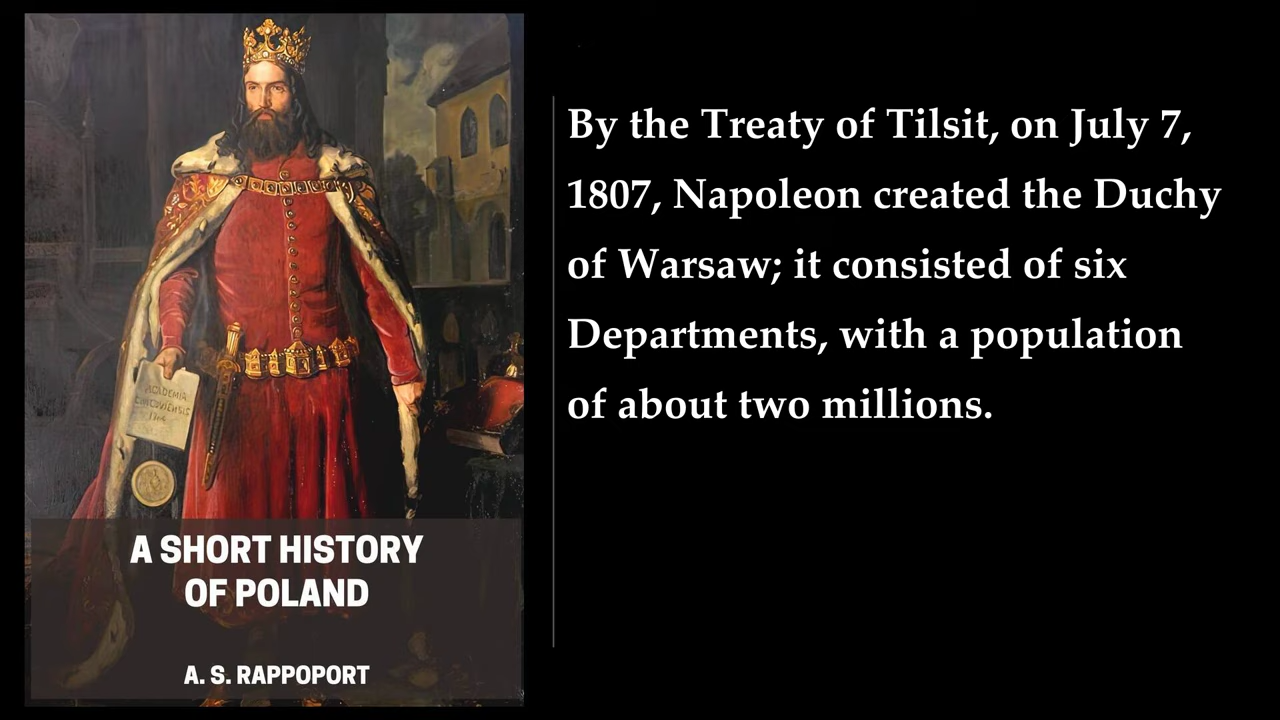 By the Treaty of Tilsit, on July 7,
1807, Napoleon created the Duchy
of Warsaw; it consisted of six
Departments, with a population
of about two millions.
ACADEMIA
A SHORT HISTORY
OF POLAND
A. S. RAPPOPORT